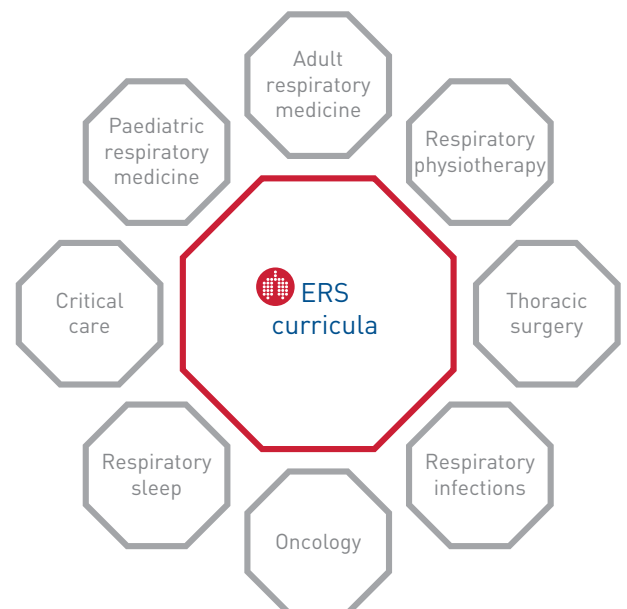 Adult
respiratory
medicine
Paediatric
respiratory
medicine
Respiratory
physiotherapy
ERS
curricula
Critical
care
Thoracic
surgery
Respiratory
sleep
Respiratory
infections
Oncology